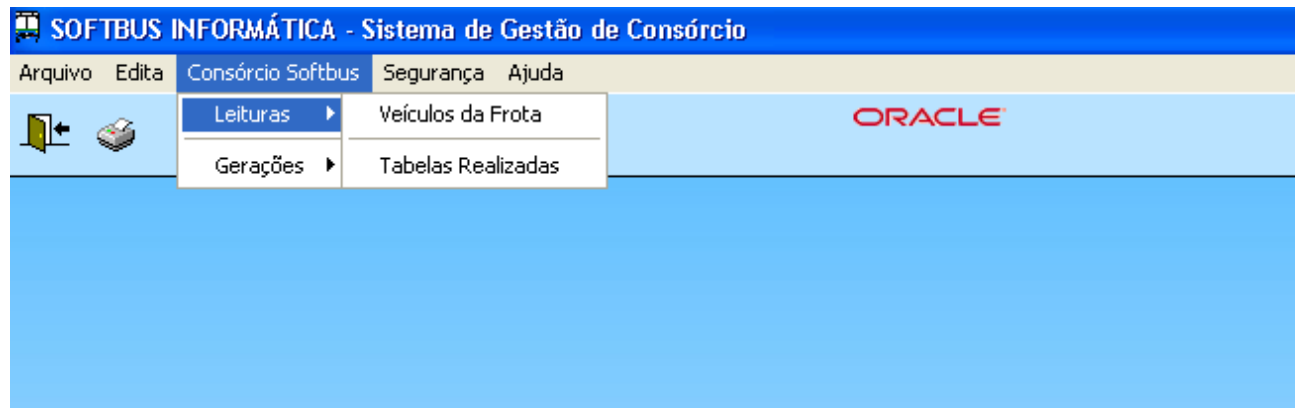 SOFTBUS INFORMÁTICA - Sistema de Gestão de Consórcio
Arquivo Edita Consórcio Softbus Segurança Ajuda
Leituras Veículos da Frota
ORACLE
Gerações Tabelas Realizadas